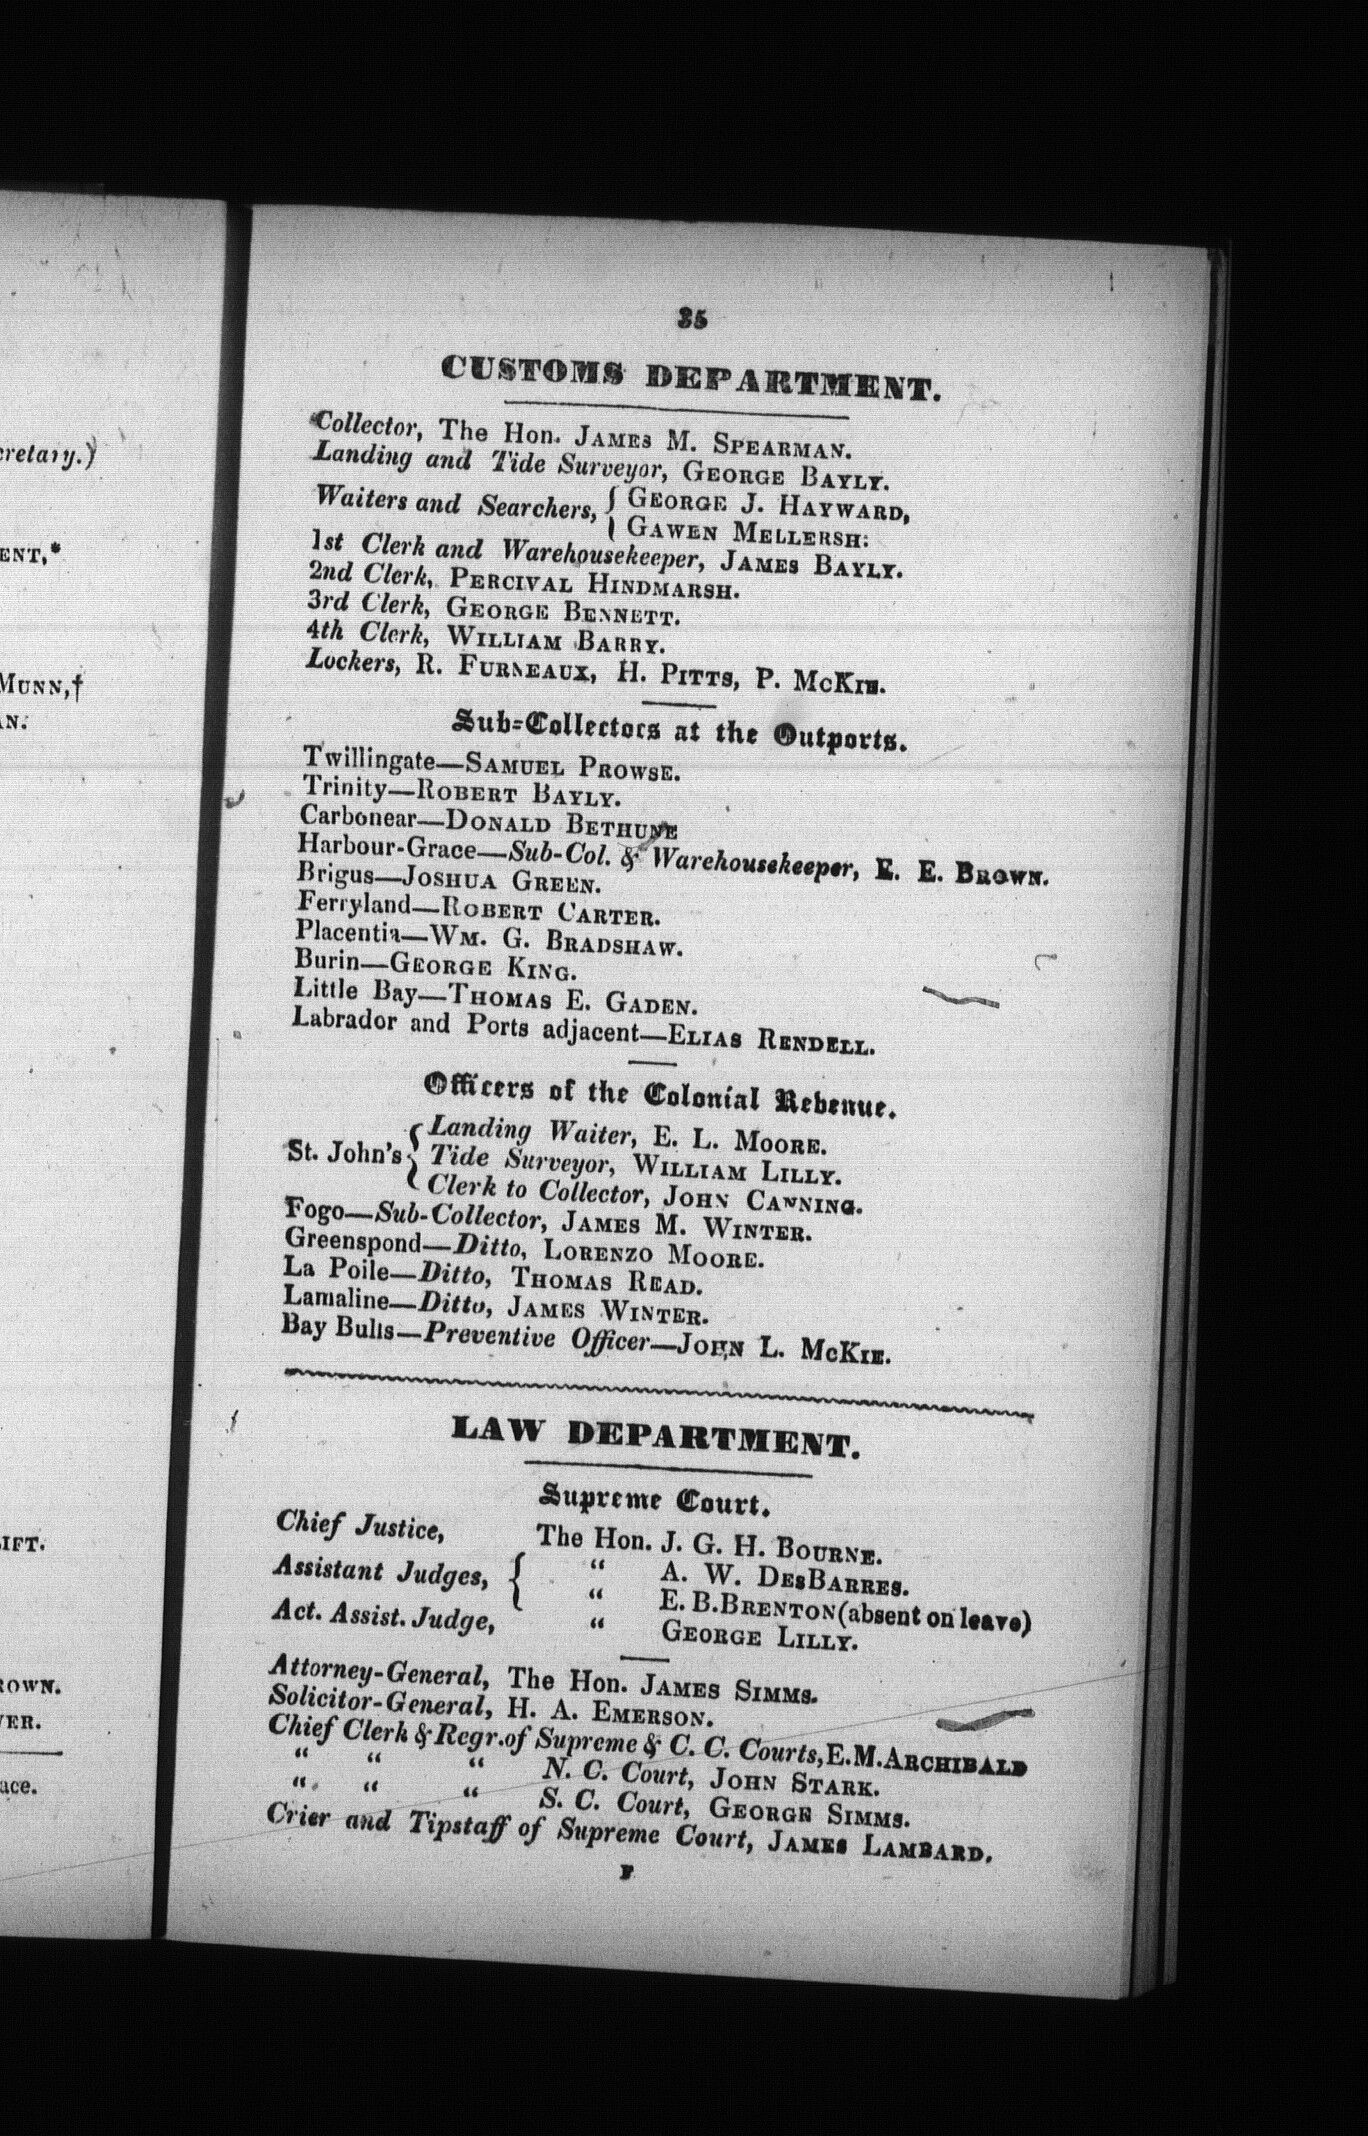 35
CUSTOMS DEPARTMENT.
Collector, The Hon. JAMES M. SPEARMAN.
Landing and Tide Surveyor, GEORGE BAYLY.
Waiters and Searchers, { GEORGE J. HAYWARD,
GAWEN MELLERSH:
1st Clerk and Warehousekeeper, JAMES BAYLY.
2nd Clerk, PERCIVAL HINDMARSH.
3rd Clerk, GEORGE BENNETT.
4th Clerk, WILLIAM BARRY.
Lockers, R. FURNEAUX, H. PITTS, P. McKIE.
Sub-Collectors at the Outports.
Twillingate—SAMUEL PROWSE.
Trinity—ROBERT BAYLY.
Carbonear—DONALD BETHUNE
Harbour-Grace—Sub-Col. & Warehousekeeper, E. E. BROWN.
Brigus—JOSHUA GREEN.
Ferryland—ROBERT CARTER.
Placentia—WM. G. BRADSHAW.
Burin—GEORGE KING.
Little Bay—THOMAS E. GADEN.
Labrador and Ports adjacent—ELIAS RENDELL.
Officers of the Colonial Revenue.
Landing Waiter, E. L. MOORE.
St. John's { Tide Surveyor, WILLIAM LILLY.
Clerk to Collector, JOHN CANNING.
Fogo—Sub-Collector, JAMES M. WINTER.
Greenspond—Ditto, LORENZO MOORE.
La Poile—Ditto, THOMAS READ.
Lamaline—Ditto, JAMES WINTER.
Bay Bulls—Preventive Officer—JOHN L. McKIE.
LAW DEPARTMENT.
Supreme Court.
Chief Justice, The Hon. J. G. H. BOURNE.
Assistant Judges, { “ A. W. DESBARRES.
“ E. B. BRENTON (absent on leave)
Act. Assist. Judge, “ GEORGE LILLY.
Attorney-General, The Hon. JAMES SIMMS.
Solicitor-General, H. A. EMERSON.
Chief Clerk & Regr. of Supreme & C. C. Courts, E. M. ARCHIBALD
“ “ “ N. C. Court, JOHN STARK.
“ “ “ S. C. Court, GEORGE SIMMS.
Crier and Tipstaff of Supreme Court, JAMES LAMBARD.
F